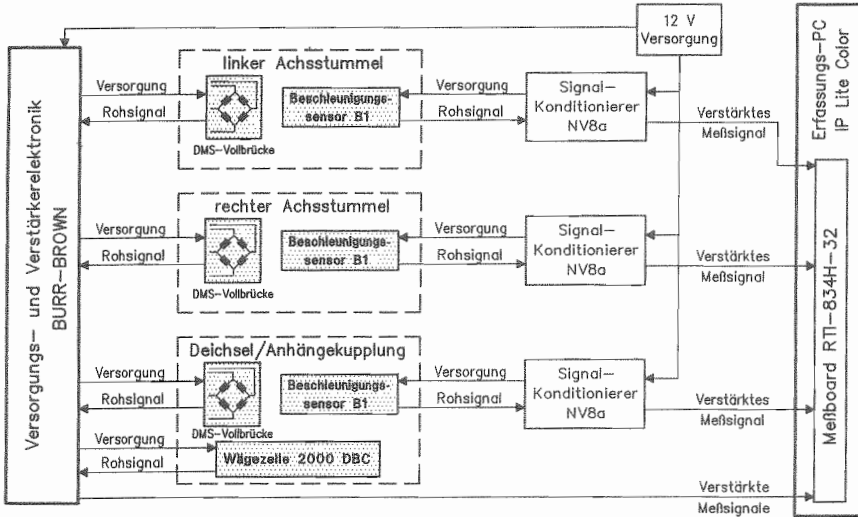 12 V
Versorgung
Versorgungs- und Verstärkerelektronik
BURR-BROWN
linker Achsstummel
Versorgung
Rohsignal
DMS-Vollbrücke
Beschleunigungs-
sensor B1
Versorgung
Rohsignal
Signal-
Konditionierer
NV8a
Verstärktes
Meßsignal
rechter Achsstummel
Versorgung
Rohsignal
DMS-Vollbrücke
Beschleunigungs-
sensor B1
Versorgung
Rohsignal
Signal-
Konditionierer
NV8a
Verstärktes
Meßsignal
Deichsel/Anhängekupplung
Versorgung
Rohsignal
DMS-Vollbrücke
Beschleunigungs-
sensor B1
Versorgung
Rohsignal
Signal-
Konditionierer
NV8a
Verstärktes
Meßsignal
Versorgung
Rohsignal
Wägezelle 2000 DBC
Verstärkte
Meßsignale
Erfassungs-PC
IP Lite Color
Meßboard RTI-834H-32